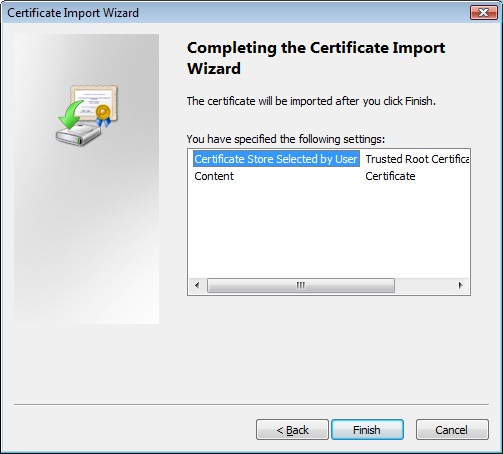 Certificate Import Wizard
Completing the Certificate Import
Wizard
The certificate will be imported after you click Finish.
You have specified the following settings:
Certificate Store Selected by User Trusted Root Certifica
Content Certificate
< Back Finish Cancel